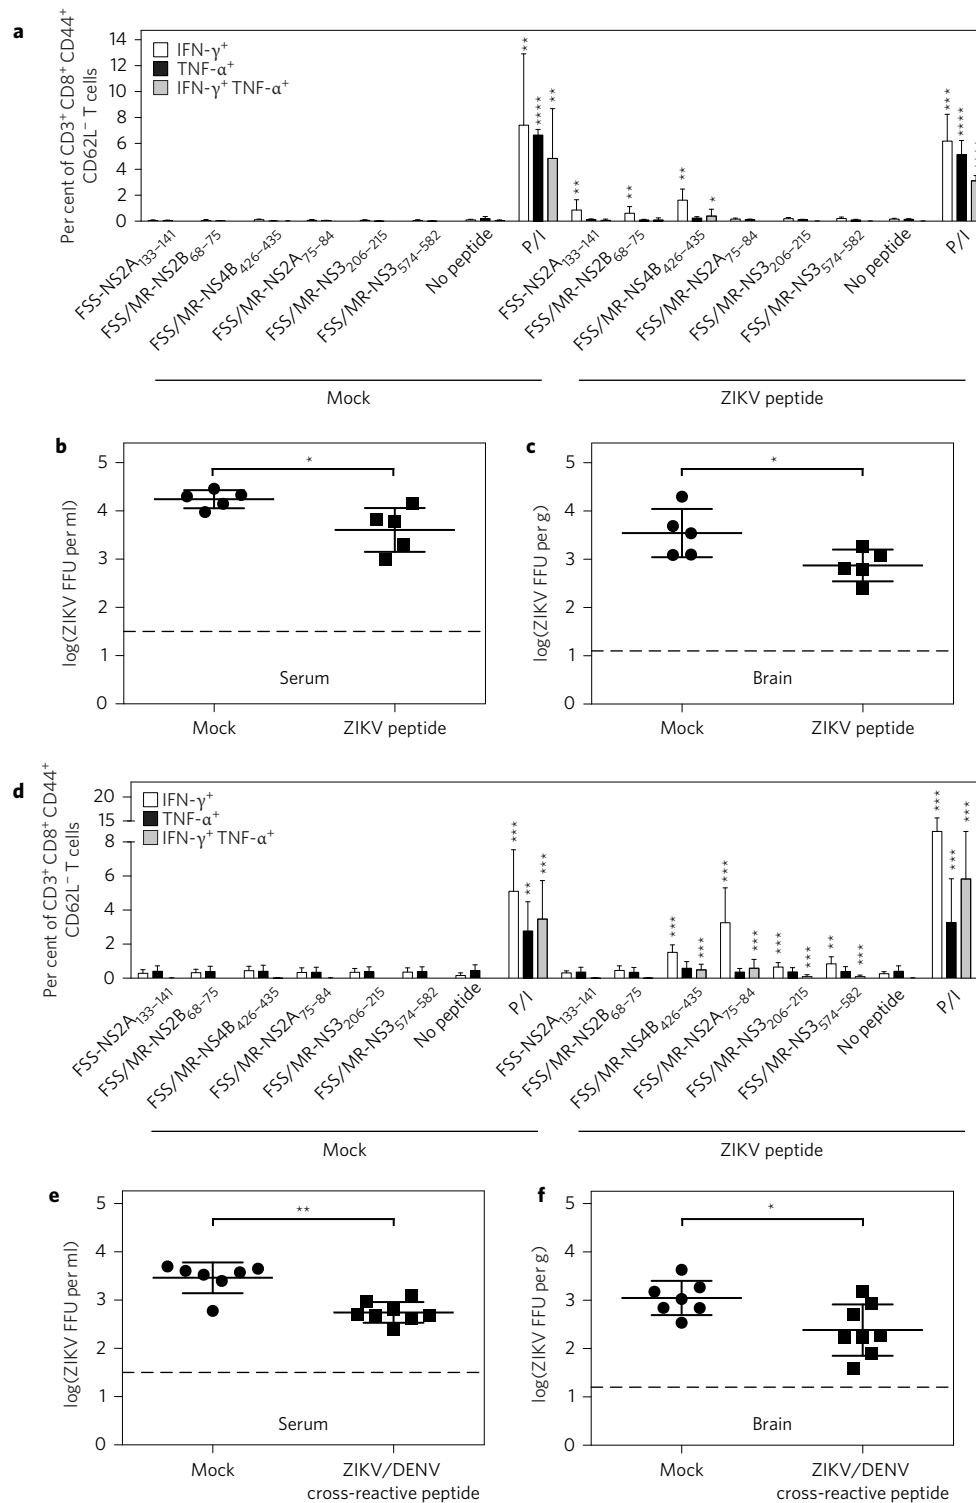 a
Per cent of CD3⁺ CD8⁺ CD44⁺
CD62L⁻ T cells
14
12
10
8
6
4
2
0
IFN-γ⁺
TNF-α⁺
IFN-γ⁺ TNF-α⁺
** **** ** ** ** ** * *** ****
FSS-NS2A133–141
FSS/MR-NS2B68–75
FSS/MR-NS4B426–435
FSS/MR-NS2A75–84
FSS/MR-NS3206–215
FSS/MR-NS3574–582
No peptide
P/I
FSS-NS2A133–141
FSS/MR-NS2B68–75
FSS/MR-NS4B426–435
FSS/MR-NS2A75–84
FSS/MR-NS3206–215
FSS/MR-NS3574–582
No peptide
P/I
Mock
ZIKV peptide
b
log(ZIKV FFU per ml)
5
4
3
2
1
0
*
Serum
Mock
ZIKV peptide
c
log(ZIKV FFU per g)
5
4
3
2
1
0
*
Brain
Mock
ZIKV peptide
d
Per cent of CD3⁺ CD8⁺ CD44⁺
CD62L⁻ T cells
20
15
8
6
4
2
0
IFN-γ⁺
TNF-α⁺
IFN-γ⁺ TNF-α⁺
*** ** *** *** *** *** *** *** *** ** *** *** *** ***
FSS-NS2A133–141
FSS/MR-NS2B68–75
FSS/MR-NS4B426–435
FSS/MR-NS2A75–84
FSS/MR-NS3206–215
FSS/MR-NS3574–582
No peptide
P/I
FSS-NS2A133–141
FSS/MR-NS2B68–75
FSS/MR-NS4B426–435
FSS/MR-NS2A75–84
FSS/MR-NS3206–215
FSS/MR-NS3574–582
No peptide
P/I
Mock
ZIKV peptide
e
log(ZIKV FFU per ml)
5
4
3
2
1
0
**
Serum
Mock
ZIKV/DENV
cross-reactive peptide
f
log(ZIKV FFU per g)
5
4
3
2
1
0
*
Brain
Mock
ZIKV/DENV
cross-reactive peptide